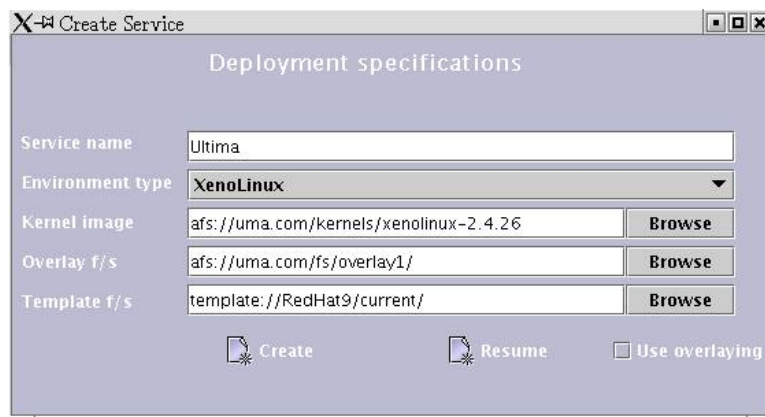 Create Service
Deployment specifications
Service name Ultima
Environment type XenoLinux
Kernel image afs://uma.com/kernels/xenolinux-2.4.26 Browse
Overlay f/s afs://uma.com/fs/overlay1/ Browse
Template f/s template://RedHat9/current/ Browse
Create Resume Use overlaying